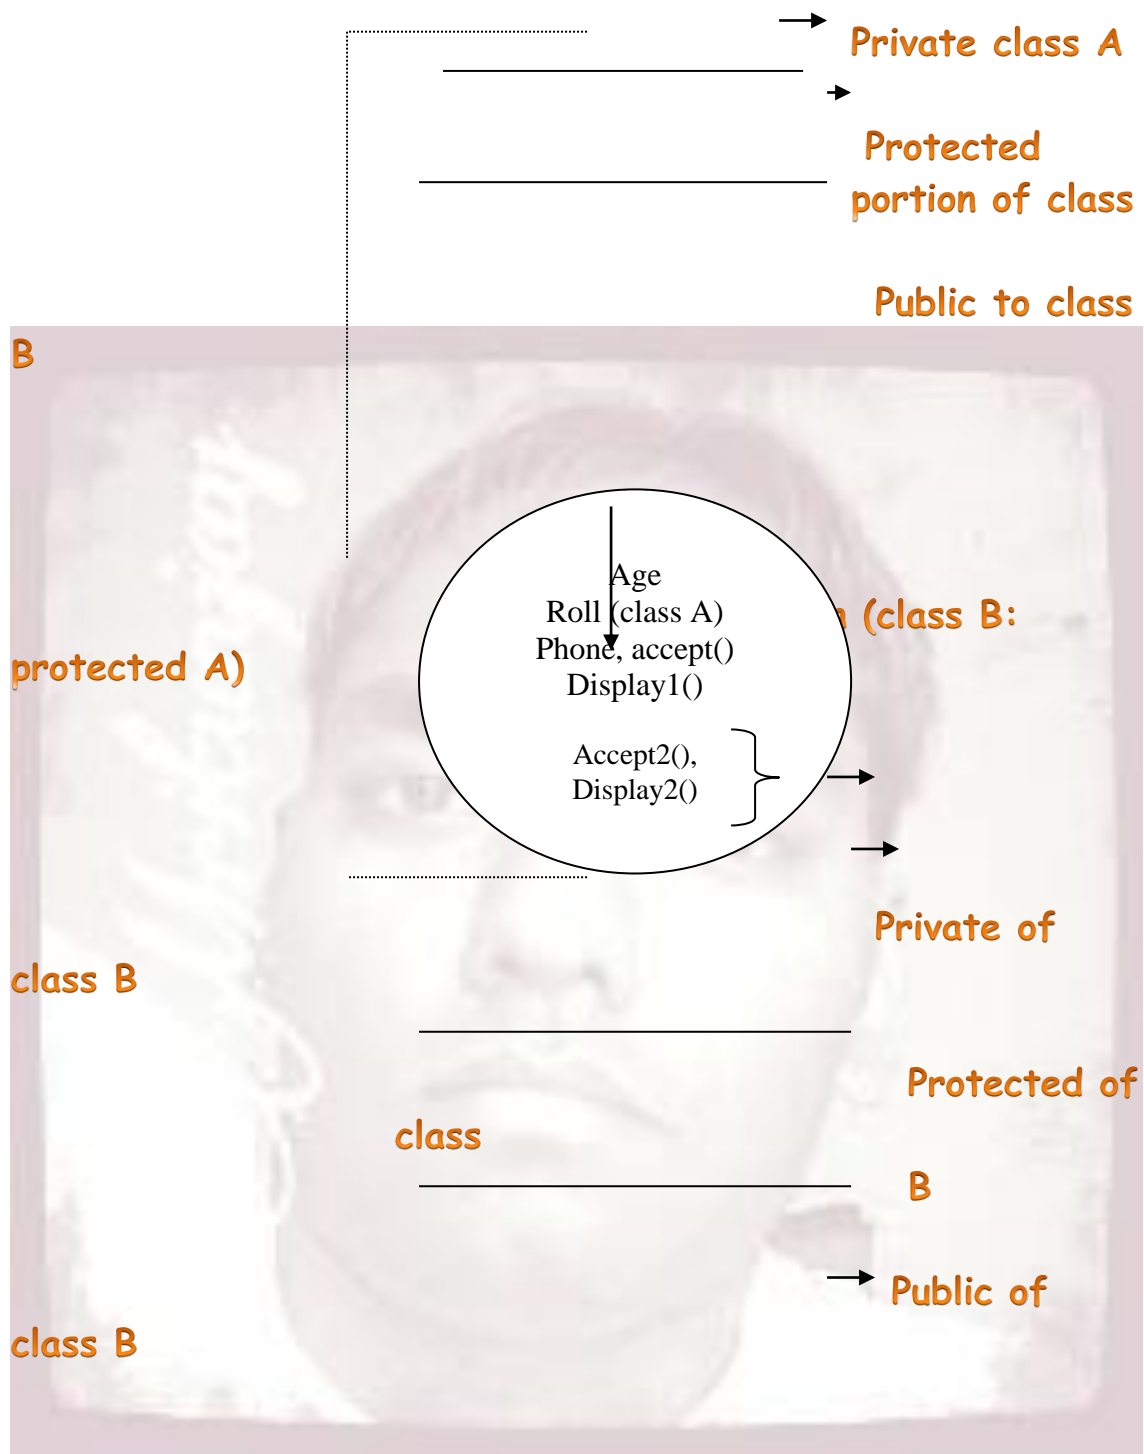 Private class A
Protected
portion of class
Public to class
B
Age
Roll (class A)
(class B:
Phone, accept()
protected A)
Display1()
Accept2(),
Display2()
Private of
class B
Protected of
class
B
Public of
class B